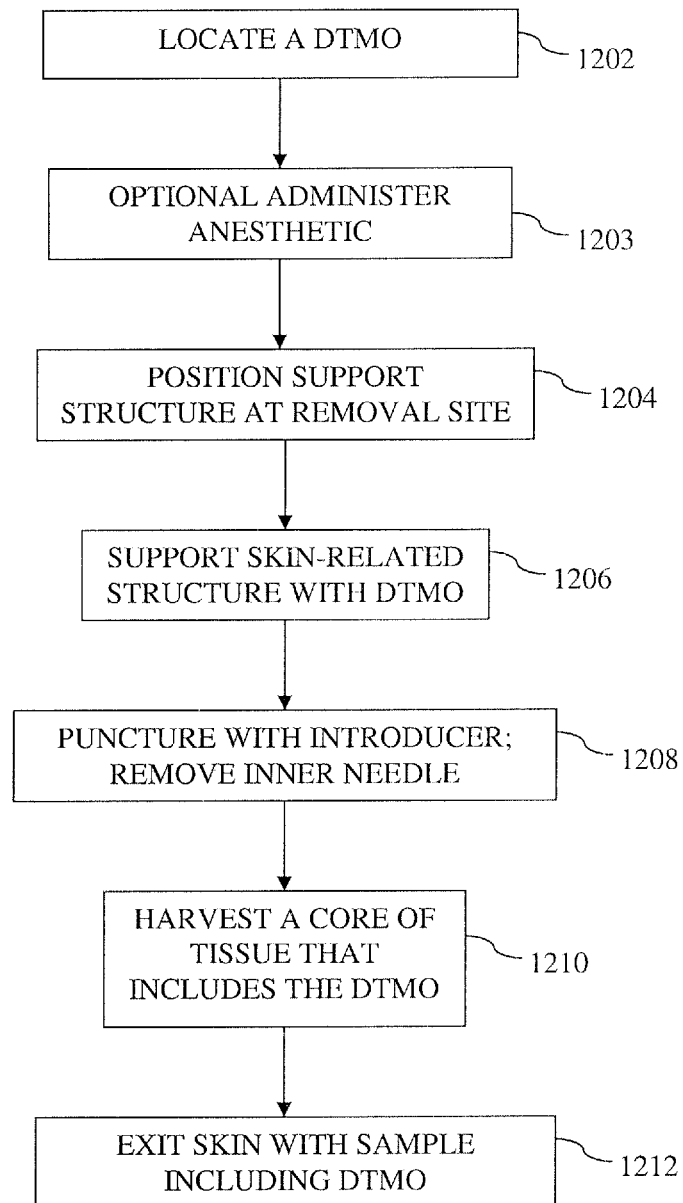 LOCATE A DTMO
1202
OPTIONAL ADMINISTER
ANESTHETIC
1203
POSITION SUPPORT
STRUCTURE AT REMOVAL SITE
1204
SUPPORT SKIN-RELATED
STRUCTURE WITH DTMO
1206
PUNCTURE WITH INTRODUCER;
REMOVE INNER NEEDLE
1208
HARVEST A CORE OF
TISSUE THAT
INCLUDES THE DTMO
1210
EXIT SKIN WITH SAMPLE
INCLUDING DTMO
1212